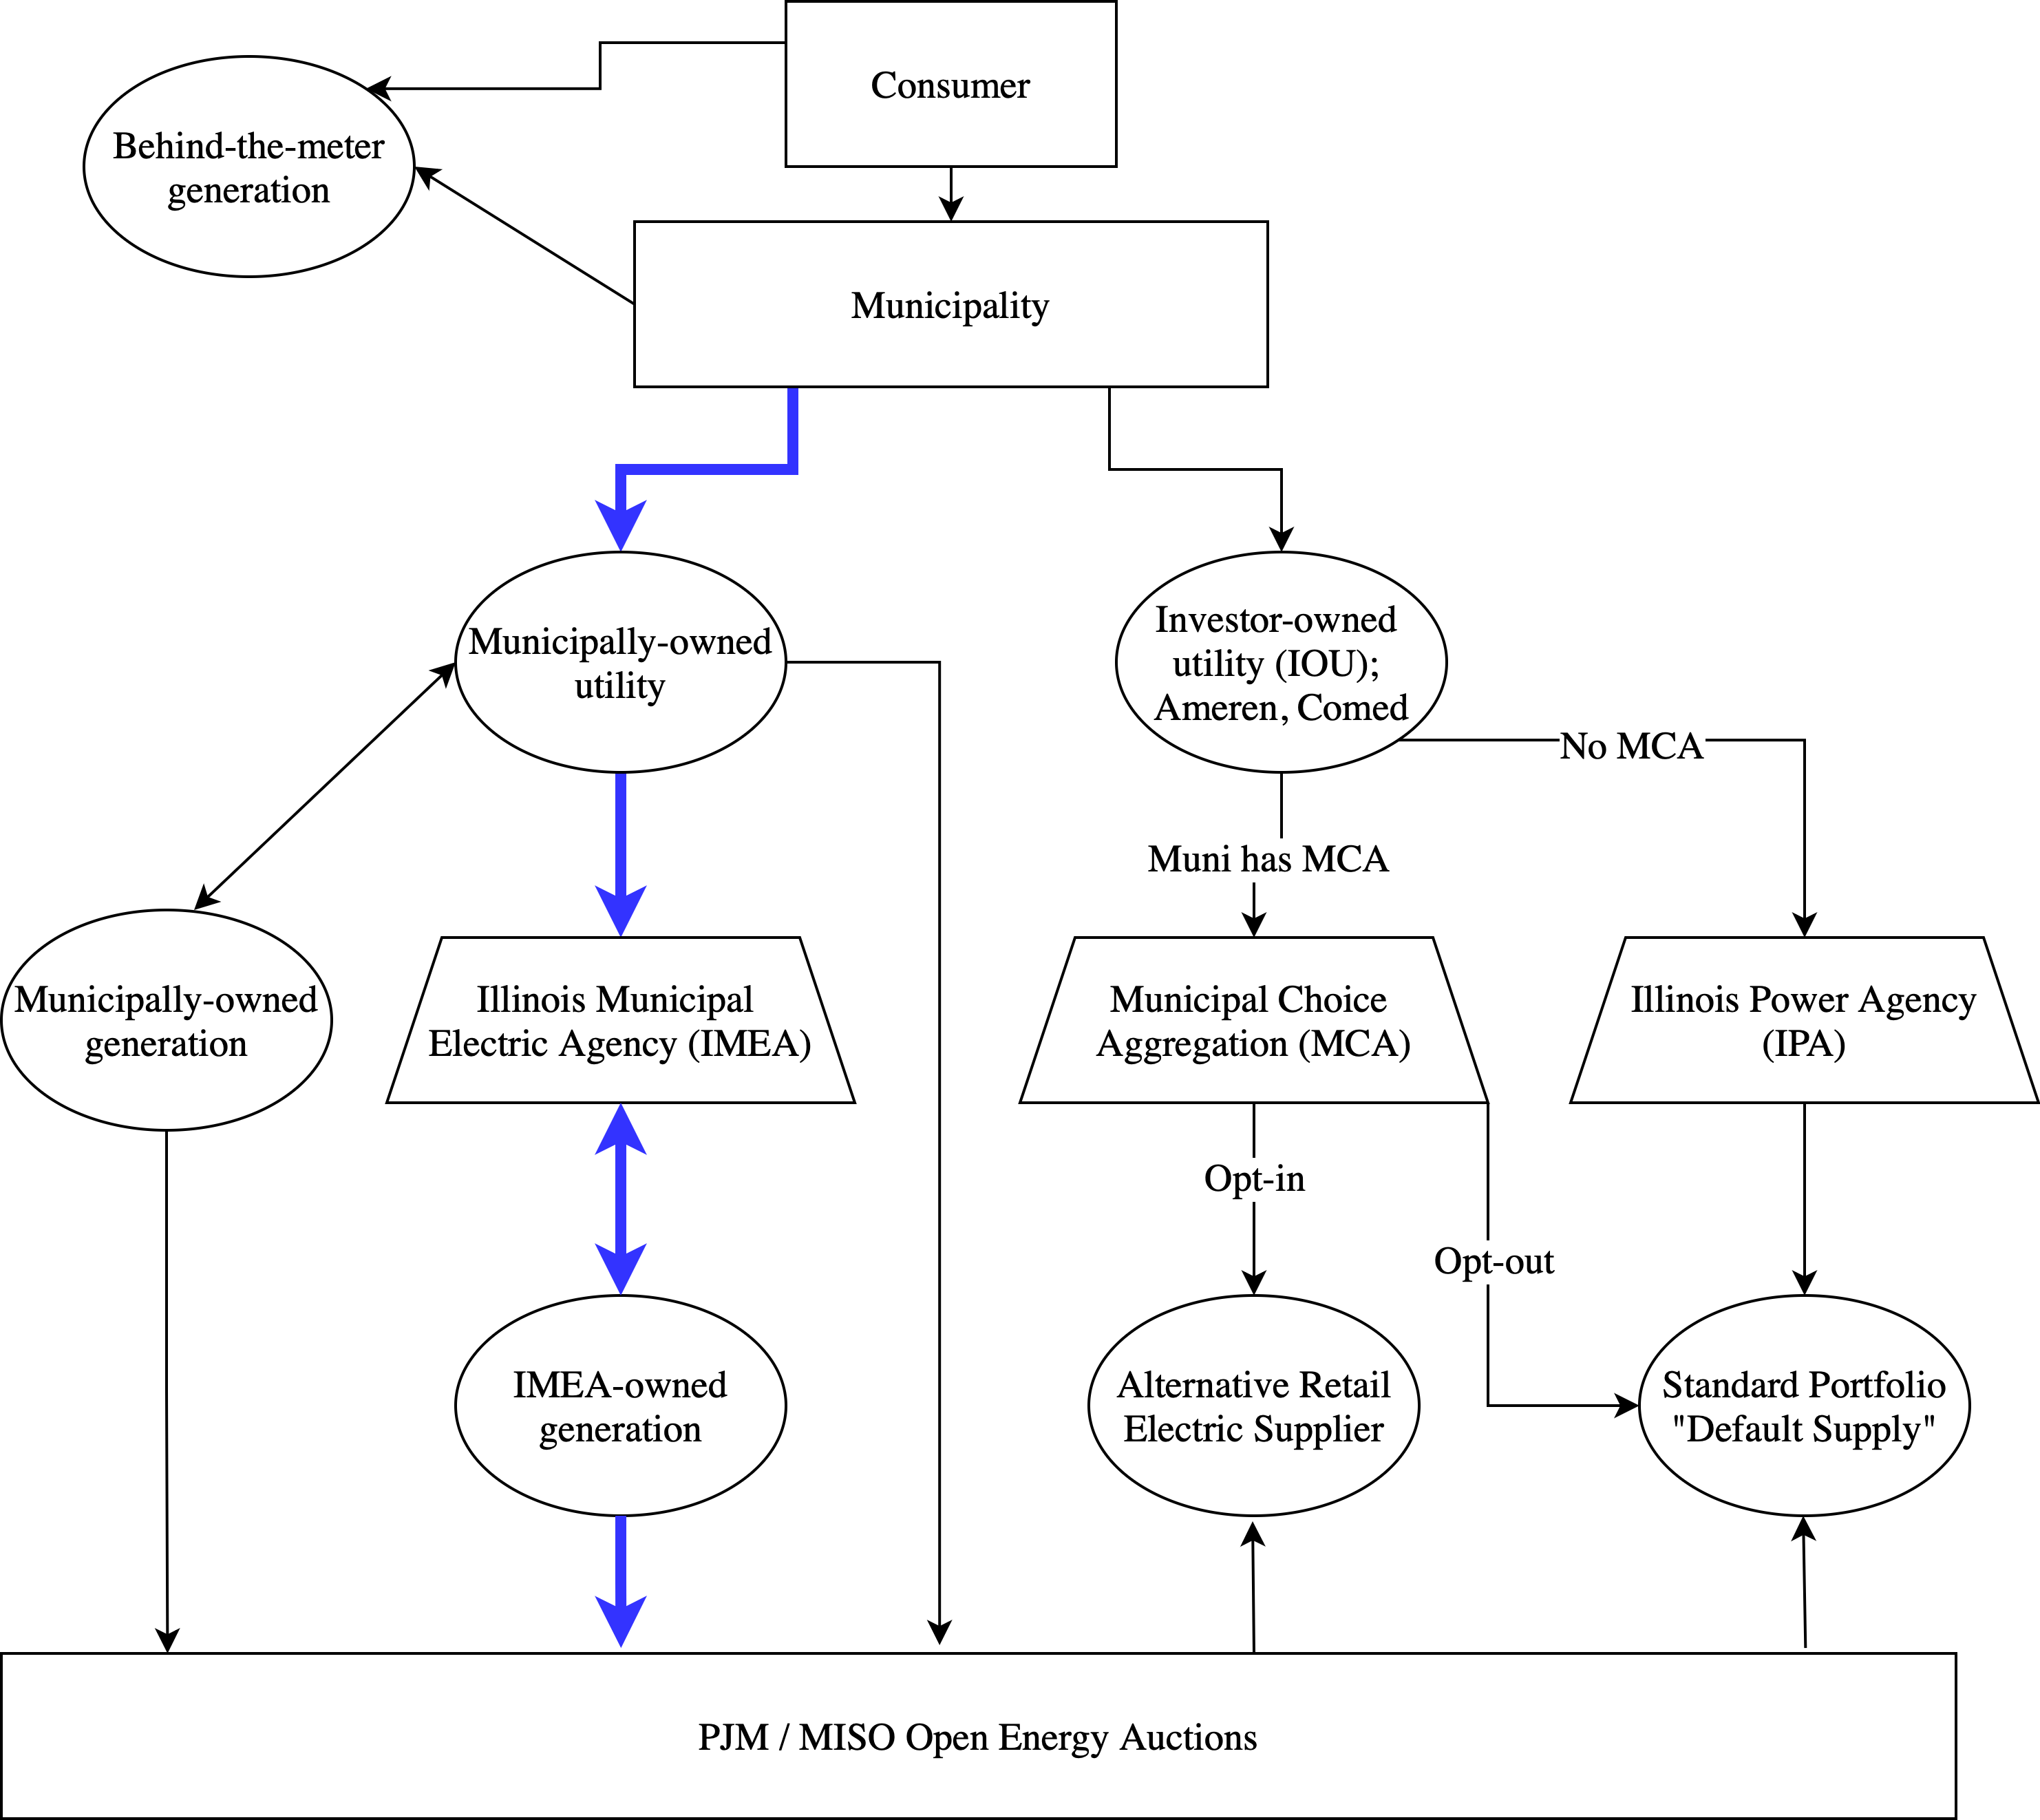 Consumer
Behind-the-meter
generation
Municipality
Municipally-owned
utility
Investor-owned
utility (IOU);
Ameren, Comed
No MCA
Muni has MCA
Municipally-owned
generation
Illinois Municipal
Electric Agency (IMEA)
Municipal Choice
Aggregation (MCA)
Illinois Power Agency
(IPA)
Opt-in
Opt-out
IMEA-owned
generation
Alternative Retail
Electric Supplier
Standard Portfolio
"Default Supply"
PJM / MISO Open Energy Auctions